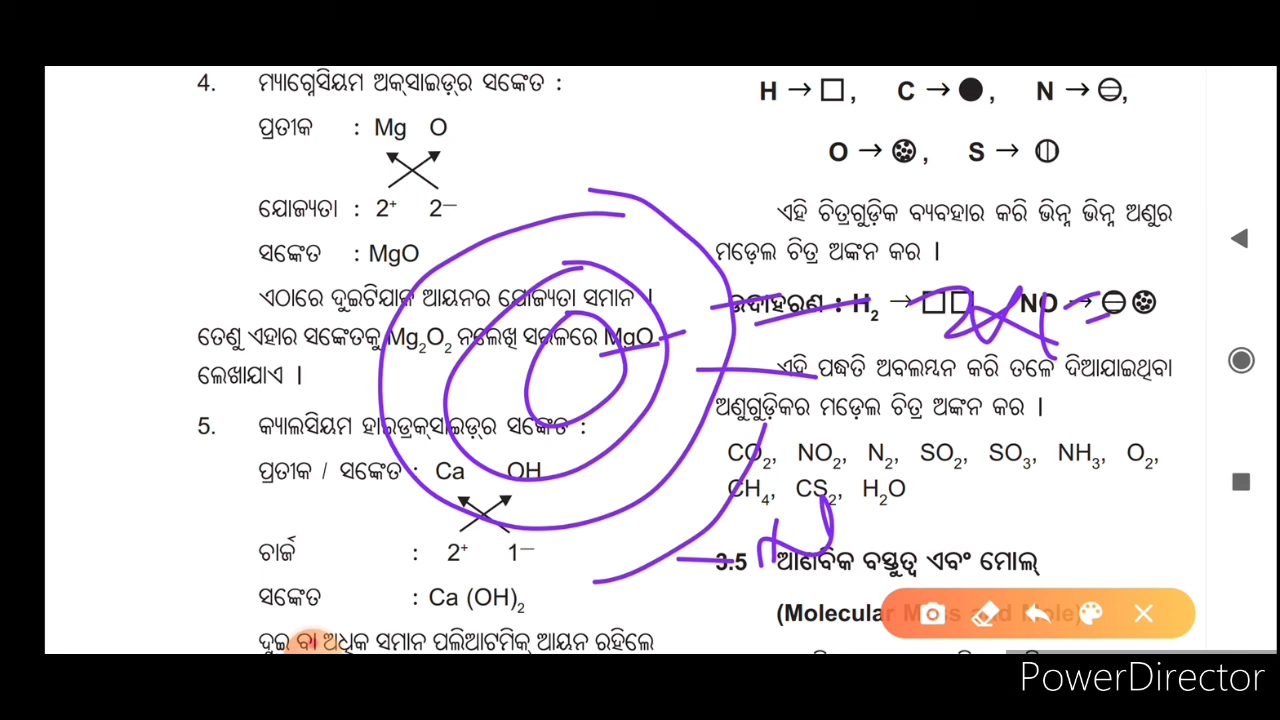 4. ମ୍ୟାଗ୍ନେସିୟମ ଅକ୍‌ସାଇଡ୍‌ର ସଙ୍କେତ :
ପ୍ରତୀକ : Mg O
ଯୋଜ୍ୟତା : 2⁺ 2⁻
ସଙ୍କେତ : MgO
ଏଠାରେ ଦୁଇଟିଯାକ ଆୟନର ଯୋଜ୍ୟତା ସମାନ ।
ତେଣୁ ଏହାର ସଙ୍କେତକୁ Mg₂O₂ ନଲେଖି ସରଳରେ MgO
ଲେଖାଯାଏ ।
5. କ୍ୟାଲସିୟମ ହାଇଡ୍ରକ୍‌ସାଇଡ୍‌ର ସଙ୍କେତ :
ପ୍ରତୀକ / ସଙ୍କେତ : Ca OH
ଚାର୍ଜ : 2⁺ 1⁻
ସଙ୍କେତ : Ca (OH)₂
ଦୁଇ ବା ଅଧିକ ସମାନ ପଲିଆଟମିକ୍ ଆୟନ ରହିଲେ
H → □, C → ●, N → ⊖,
O → , S → ⦶
ଏହି ଚିତ୍ରଗୁଡ଼ିକ ବ୍ୟବହାର କରି ଭିନ୍ନ ଭିନ୍ନ ଅଣୁର
ମଡ଼େଲ ଚିତ୍ର ଅଙ୍କନ କର ।
ଉଦାହରଣ : H₂ → □□ NO → ⊖
ଏହି ପଦ୍ଧତି ଅବଲମ୍ବନ କରି ତଳେ ଦିଆଯାଇଥିବା
ଅଣୁଗୁଡ଼ିକର ମଡ଼େଲ ଚିତ୍ର ଅଙ୍କନ କର ।
CO₂, NO₂, N₂, SO₂, SO₃, NH₃, O₂,
CH₄, CS₂, H₂O
3.5 ଆଣବିକ ବସ୍ତୁତ୍ୱ ଏବଂ ମୋଲ୍
(Molecular Mass and Mole)
PowerDirector